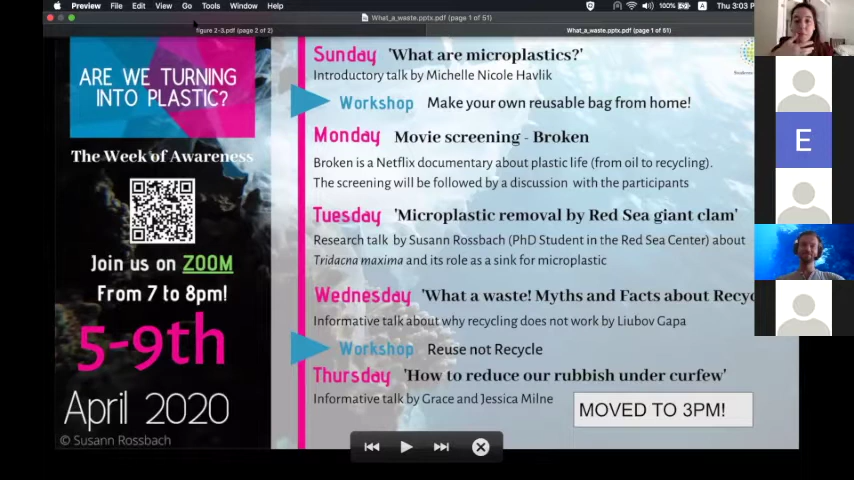 Preview File Edit View Go Tools Window Help
100% A Thu 3:03 P
What_a_waste.pptx.pdf (page 1 of 51)
figure 2-3.pdf (page 2 of 2)
What_a_waste.pptx.pdf (page 1 of 51)
ARE WE TURNING
INTO PLASTIC?
The Week of Awareness
Join us on ZOOM
From 7 to 8pm!
5-9th
April 2020
© Susann Rossbach
Sunday 'What are microplastics?'
Introductory talk by Michelle Nicole Havlik
Workshop Make your own reusable bag from home!
Monday Movie screening - Broken
Broken is a Netflix documentary about plastic life (from oil to recycling).
The screening will be followed by a discussion with the participants
Tuesday 'Microplastic removal by Red Sea giant clam'
Research talk by Susann Rossbach (PhD Student in the Red Sea Center) about
Tridacna maxima and its role as a sink for microplastic
Wednesday 'What a waste! Myths and Facts about Recyc
Informative talk about why recycling does not work by Liubov Gapa
Workshop Reuse not Recycle
Thursday 'How to reduce our rubbish under curfew'
Informative talk by Grace and Jessica Milne
MOVED TO 3PM!
E